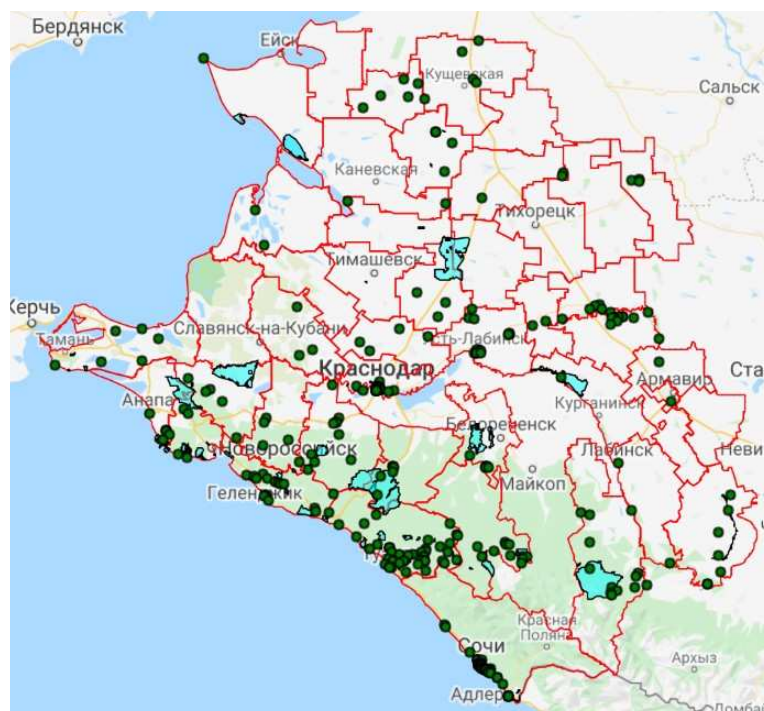 Бердянск
Ейск
Кущевская
Сальск
Каневская
Тихорецк
Тимашевск
Керчь
Тамань
Славянск-на-Кубани
Усть-Лабинск
Краснодар
Армавир
Анапа
Курганинск
Белореченск
Новороссийск
Лабинск
Майкоп
Геленджик
Красная
Поляна
Сочи
Архыз
Адлер